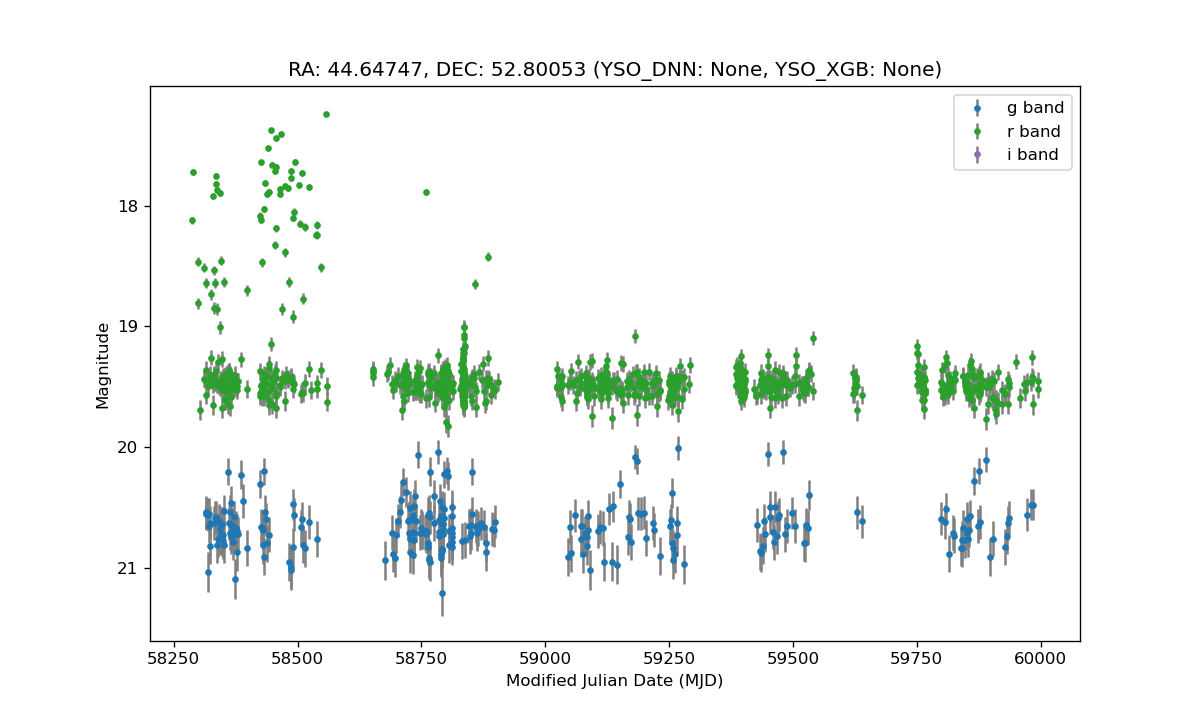 RA: 44.64747, DEC: 52.80053 (YSO_DNN: None, YSO_XGB: None)
g band
r band
i band
18
19
20
21
Magnitude
58250 58500 58750 59000 59250 59500 59750 60000
Modified Julian Date (MJD)